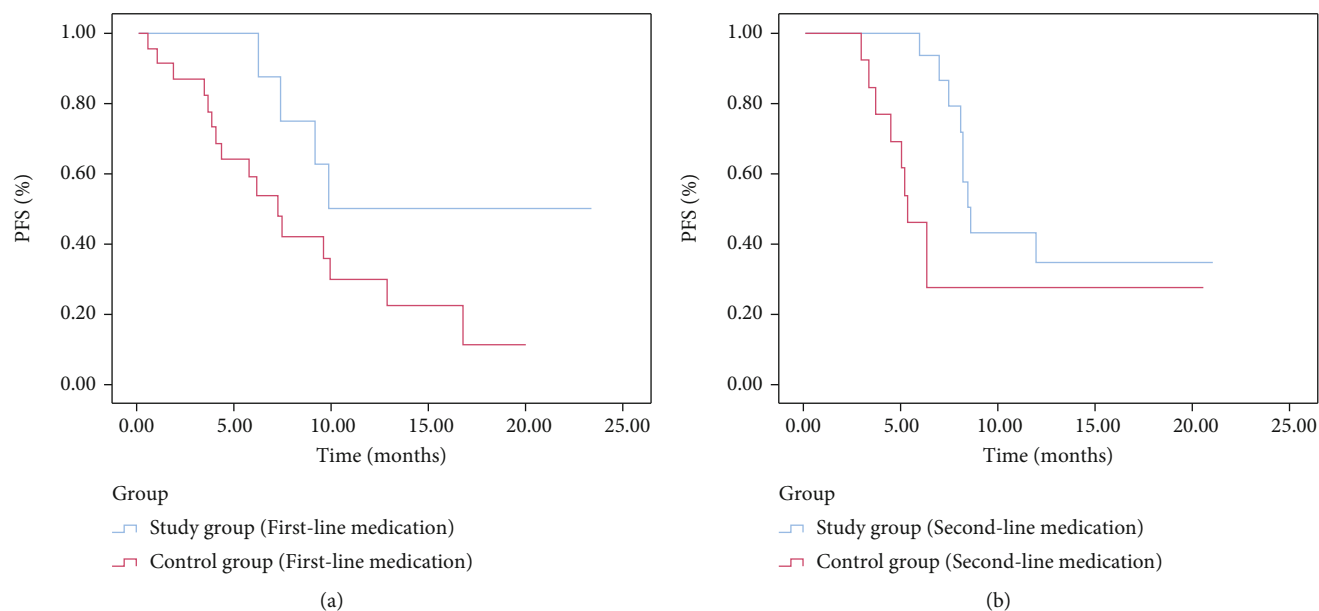 1.00
0.80
0.60
0.40
0.20
0.00
PFS (%)
0.00 5.00 10.00 15.00 20.00 25.00
Time (months)
Group
Study group (First-line medication)
Control group (First-line medication)
(a)
1.00
0.80
0.60
0.40
0.20
0.00
PFS (%)
0.00 5.00 10.00 15.00 20.00 25.00
Time (months)
Group
Study group (Second-line medication)
Control group (Second-line medication)
(b)